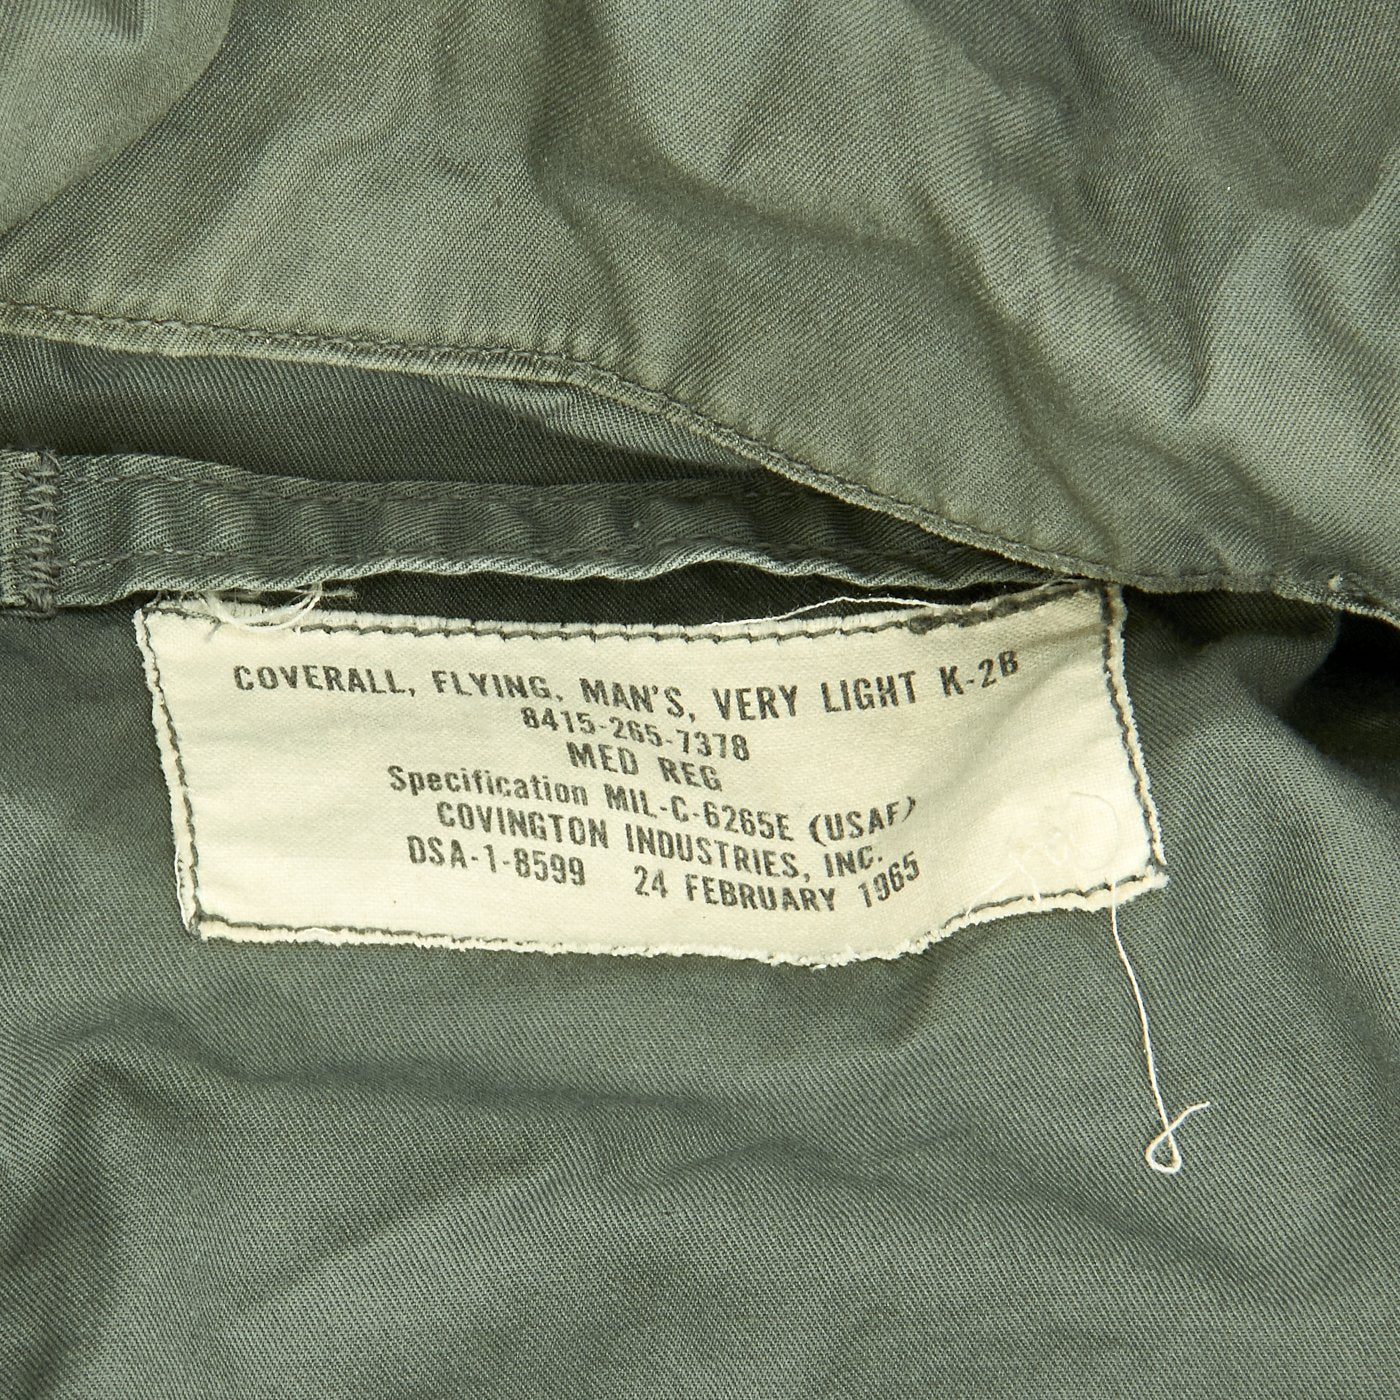 COVERALL, FLYING, MAN'S, VERY LIGHT K-2B
8415-265-7378
MED REG
Specification MIL-C-6265E (USAF)
COVINGTON INDUSTRIES, INC.
DSA-1-8599 24 FEBRUARY 1965